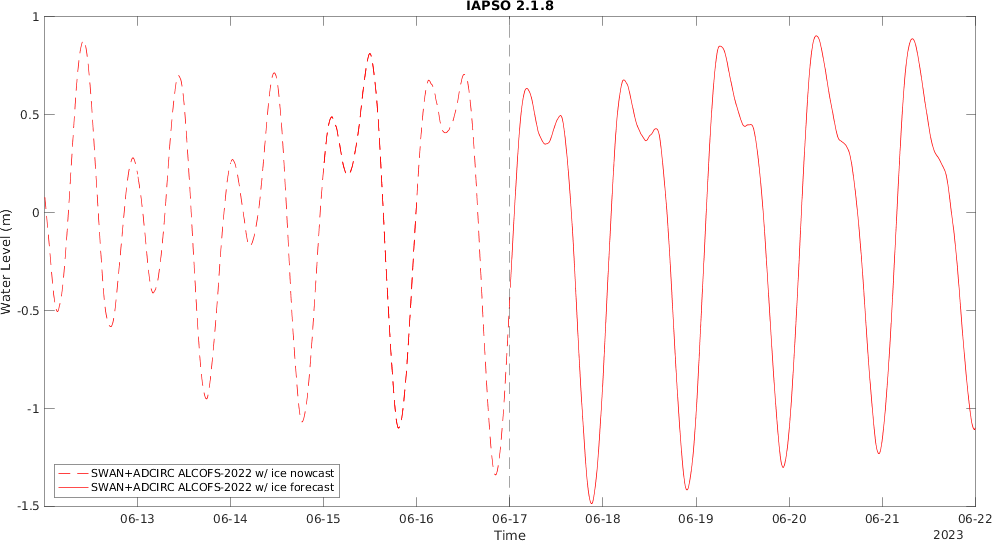 IAPSO 2.1.8
1
0.5
0
-0.5
-1
-1.5
Water Level (m)
SWAN+ADCIRC ALCOFS-2022 w/ ice nowcast
SWAN+ADCIRC ALCOFS-2022 w/ ice forecast
06-13 06-14 06-15 06-16 06-17 06-18 06-19 06-20 06-21 06-22
Time
2023